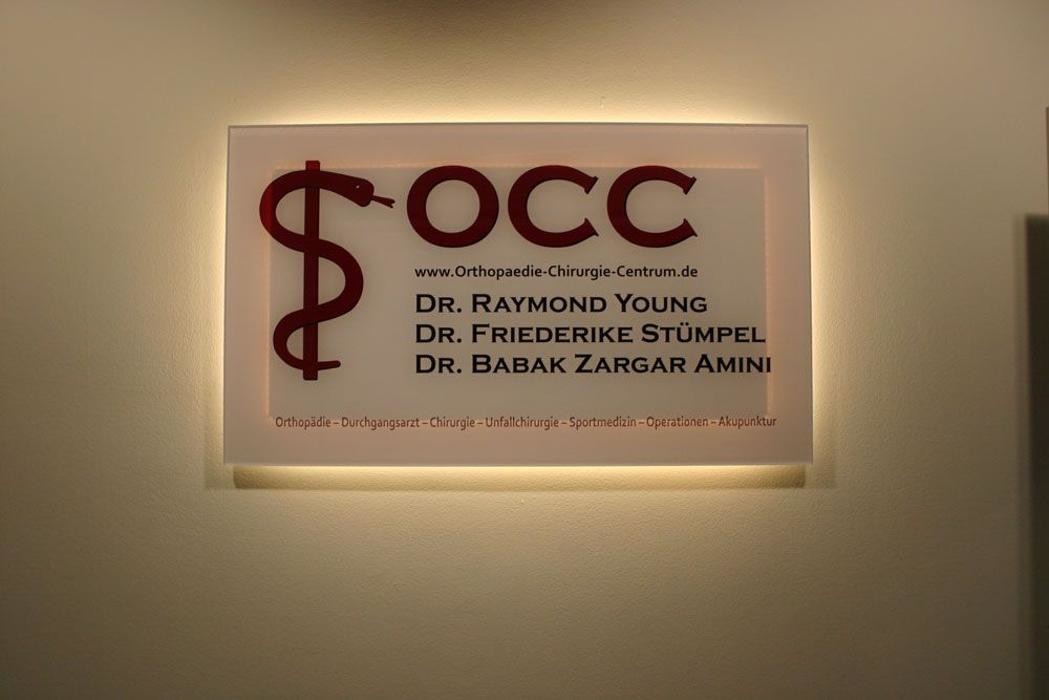 OCC
www.Orthopaedie-Chirurgie-Centrum.de
DR. RAYMOND YOUNG
DR. FRIEDERIKE STÜMPEL
DR. BABAK ZARGAR AMINI
Orthopädie – Durchgangsarzt – Chirurgie – Unfallchirurgie – Sportmedizin – Operationen – Akupunktur